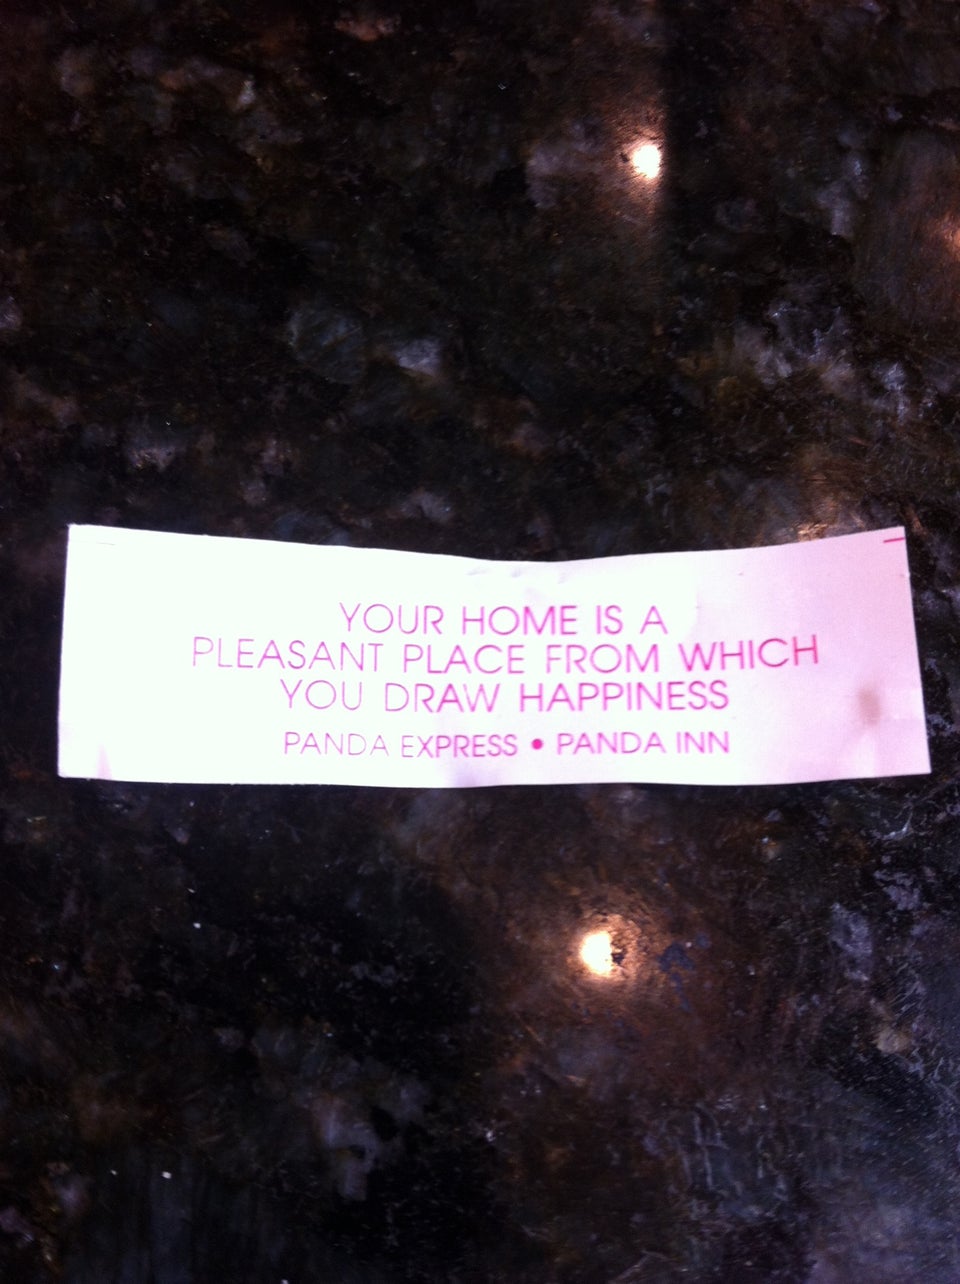 YOUR HOME IS A
PLEASANT PLACE FROM WHICH
YOU DRAW HAPPINESS
PANDA EXPRESS • PANDA INN